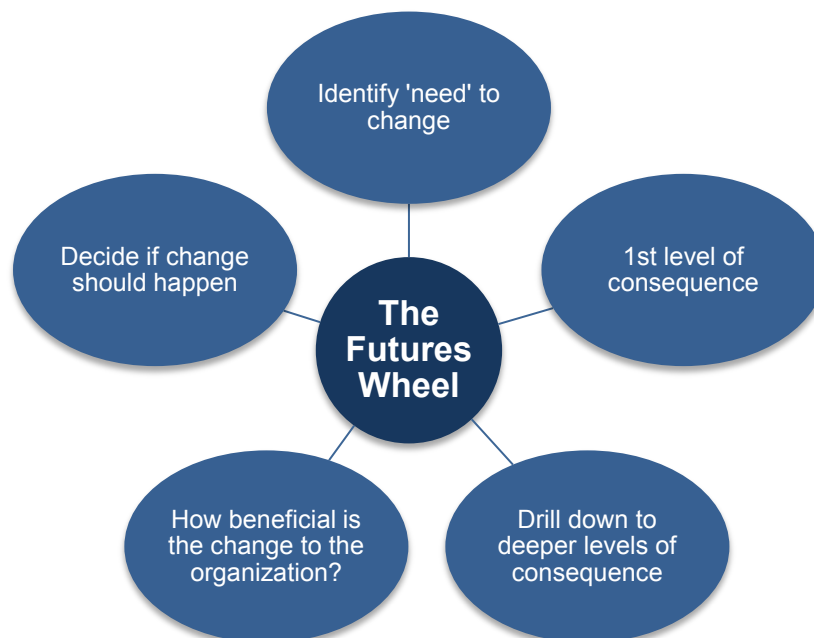 Identify 'need' to
change
1st level of
consequence
Drill down to
deeper levels of
consequence
How beneficial is
the change to the
organization?
Decide if change
should happen
The
Futures
Wheel